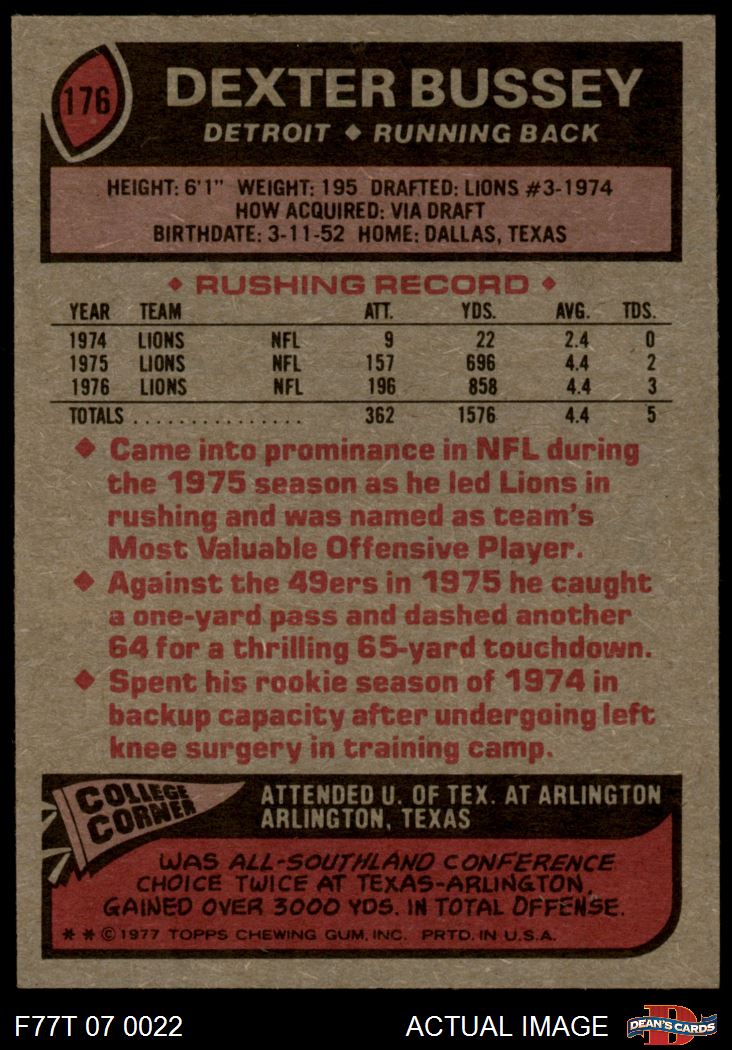 176
DEXTER BUSSEY
DETROIT ◆ RUNNING BACK
HEIGHT: 6'1" WEIGHT: 195 DRAFTED: LIONS #3-1974
HOW ACQUIRED: VIA DRAFT
BIRTHDATE: 3-11-52 HOME: DALLAS, TEXAS
◆ RUSHING RECORD ◆
YEAR TEAM ATT. YDS. AVG. TDS.
1974 LIONS NFL 9 22 2.4 0
1975 LIONS NFL 157 696 4.4 2
1976 LIONS NFL 196 858 4.4 3
TOTALS ................ 362 1576 4.4 5
◆ Came into prominance in NFL during
the 1975 season as he led Lions in
rushing and was named as team's
Most Valuable Offensive Player.
◆ Against the 49ers in 1975 he caught
a one-yard pass and dashed another
64 for a thrilling 65-yard touchdown.
◆ Spent his rookie season of 1974 in
backup capacity after undergoing left
knee surgery in training camp.
COLLEGE
CORNER
ATTENDED U. OF TEX. AT ARLINGTON
ARLINGTON, TEXAS
WAS ALL-SOUTHLAND CONFERENCE
CHOICE TWICE AT TEXAS-ARLINGTON.
GAINED OVER 3000 YDS. IN TOTAL OFFENSE.
* * © 1977 TOPPS CHEWING GUM, INC. PRTD. IN U.S.A.
F77T 07 0022
ACTUAL IMAGE
D
DEAN'S CARDS